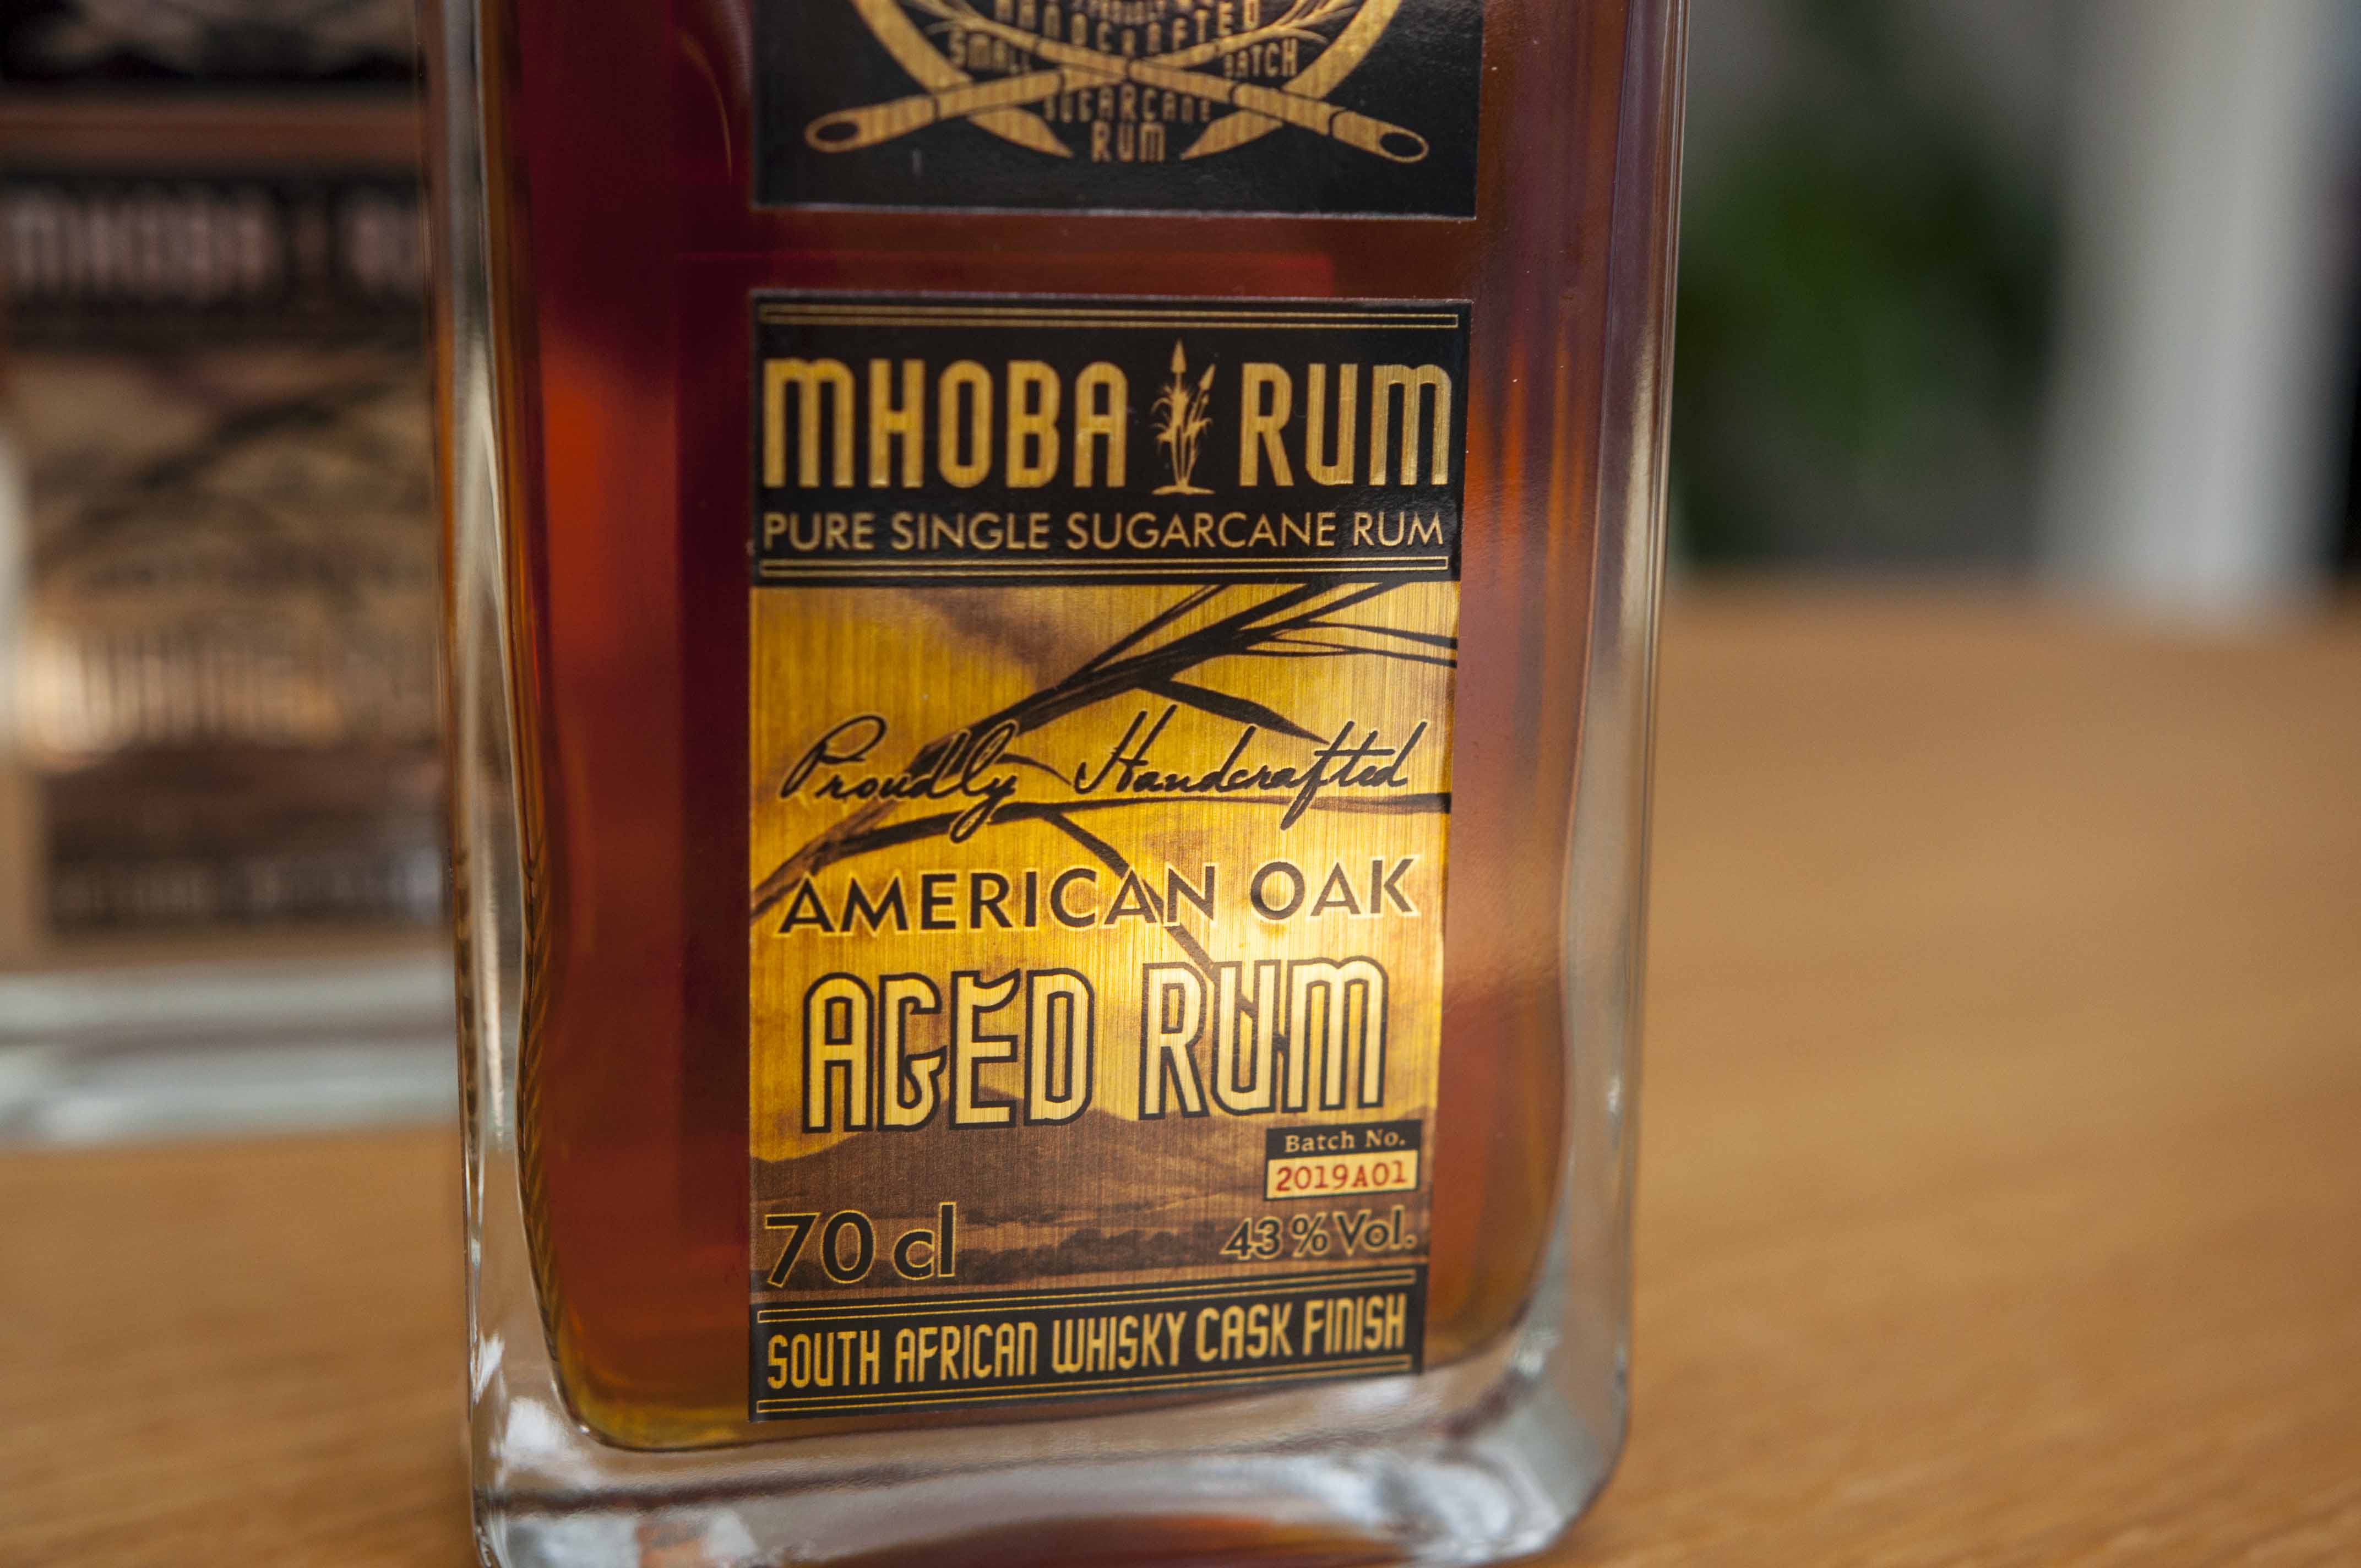 HANDCRAFTED
SMALL BATCH
SUGARCANE
RUM
MHOBA RUM
PURE SINGLE SUGARCANE RUM
Proudly Handcrafted
AMERICAN OAK
AGED RUM
Batch No.
2019A01
70 cl 43% Vol.
SOUTH AFRICAN WHISKY CASK FINISH
MHOBA